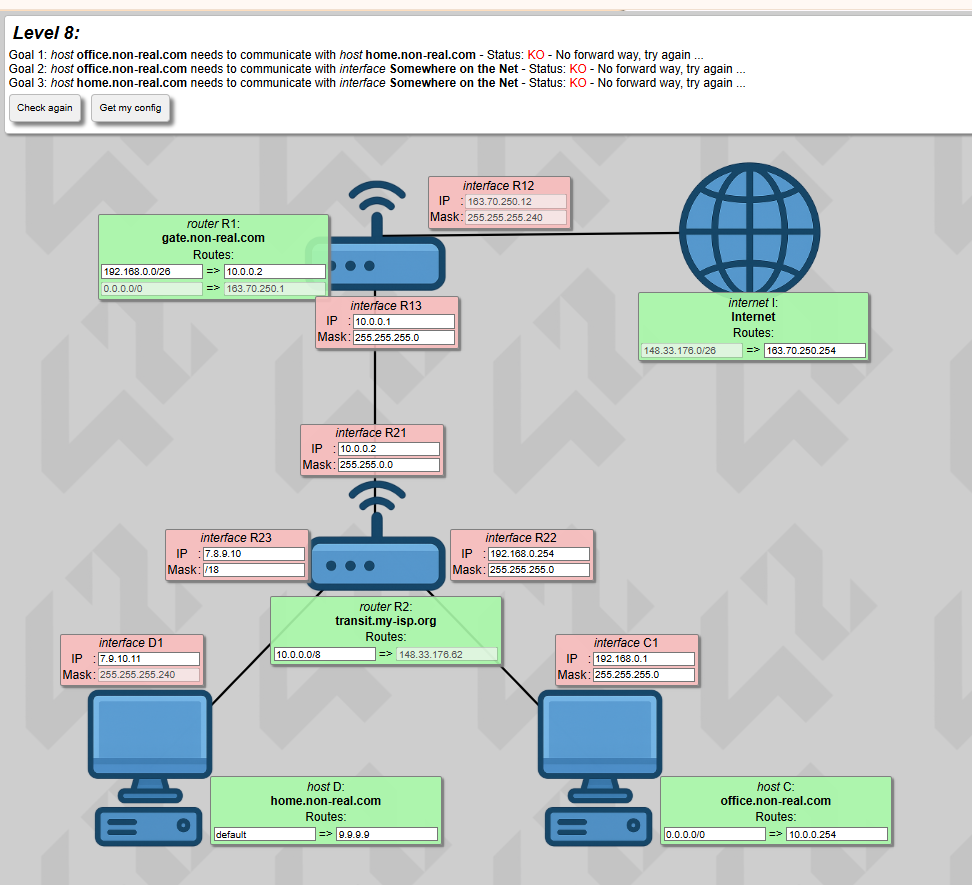 Level 8:
Goal 1: host office.non-real.com needs to communicate with host home.non-real.com - Status: KO - No forward way, try again ...
Goal 2: host office.non-real.com needs to communicate with interface Somewhere on the Net - Status: KO - No forward way, try again ...
Goal 3: host home.non-real.com needs to communicate with interface Somewhere on the Net - Status: KO - No forward way, try again ...
Check again Get my config
interface R12
IP : 163.70.250.12
Mask: 255.255.255.240
router R1:
gate.non-real.com
Routes:
192.168.0.0/26 => 10.0.0.2
0.0.0.0/0 => 163.70.250.1
interface R13
IP : 10.0.0.1
Mask: 255.255.255.0
internet I:
Internet
Routes:
148.33.176.0/26 => 163.70.250.254
interface R21
IP : 10.0.0.2
Mask: 255.255.0.0
interface R23
IP : 7.8.9.10
Mask: /18
interface R22
IP : 192.168.0.254
Mask: 255.255.255.0
router R2:
transit.my-isp.org
Routes:
10.0.0.0/8 => 148.33.176.62
interface D1
IP : 7.9.10.11
Mask: 255.255.255.240
interface C1
IP : 192.168.0.1
Mask: 255.255.255.0
host D:
home.non-real.com
Routes:
default => 9.9.9.9
host C:
office.non-real.com
Routes:
0.0.0.0/0 => 10.0.0.254